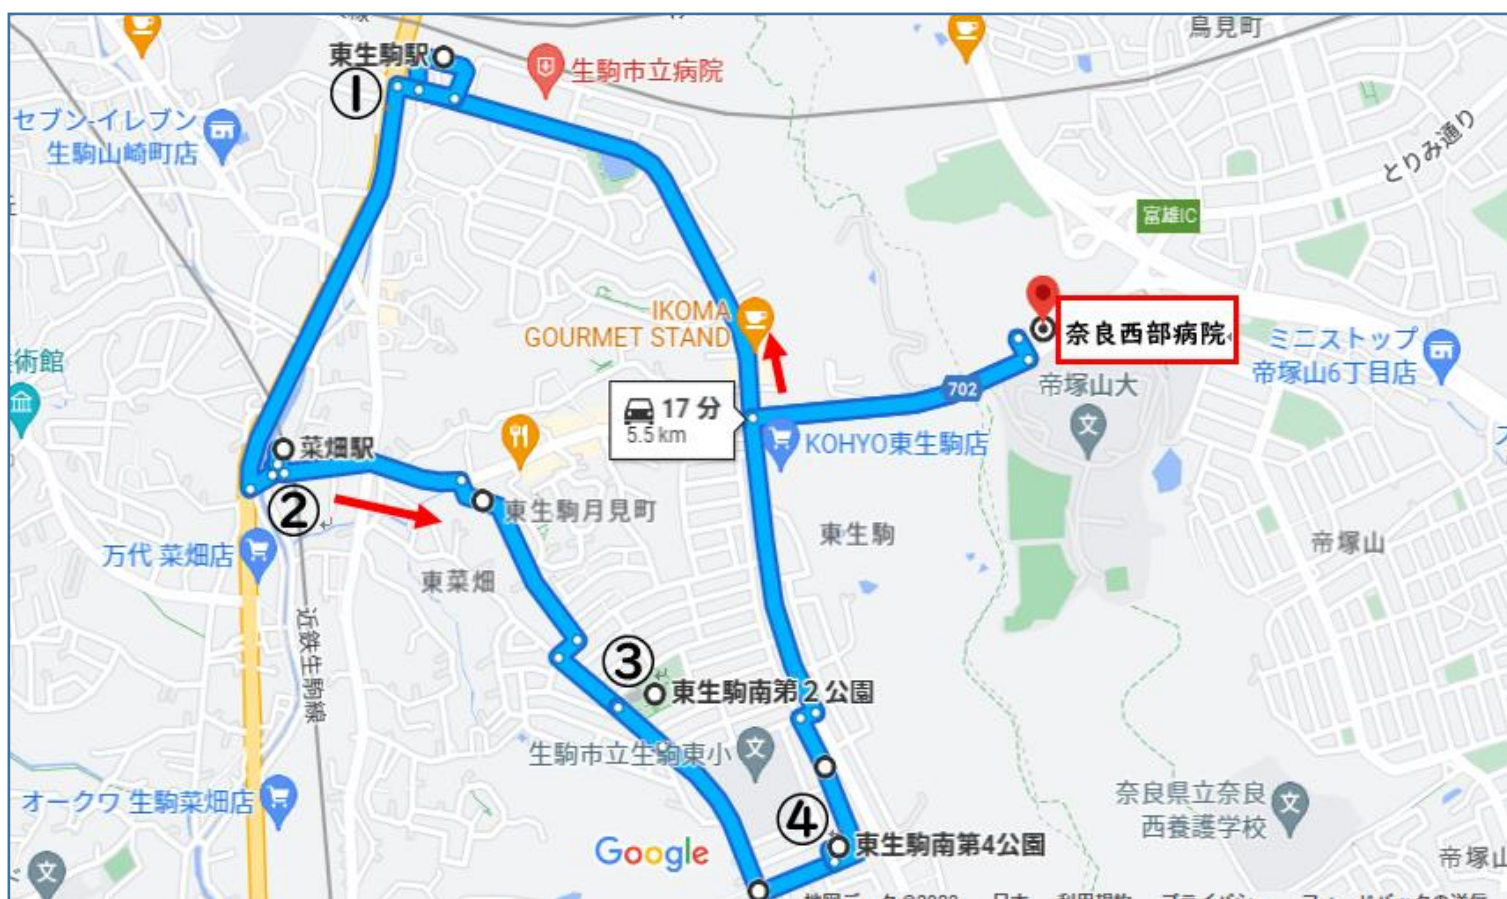 鳥見町
東生駒駅
①
生駒市立病院
セブン-イレブン
生駒山崎町店
とりみ通り
富雄IC
IKOMA
GOURMET STAND
奈良西部病院
ミニストップ
帝塚山6丁目店
術館
702
帝塚山大
17 分
5.5 km
KOHYO東生駒店
菜畑駅
②
東生駒月見町
東生駒
帝塚山
万代 菜畑店
東菜畑
近鉄生駒線
③
東生駒南第2公園
生駒市立生駒東小
オークワ 生駒菜畑店
④
東生駒南第4公園
奈良県立奈良
西養護学校
Google
帝塚山